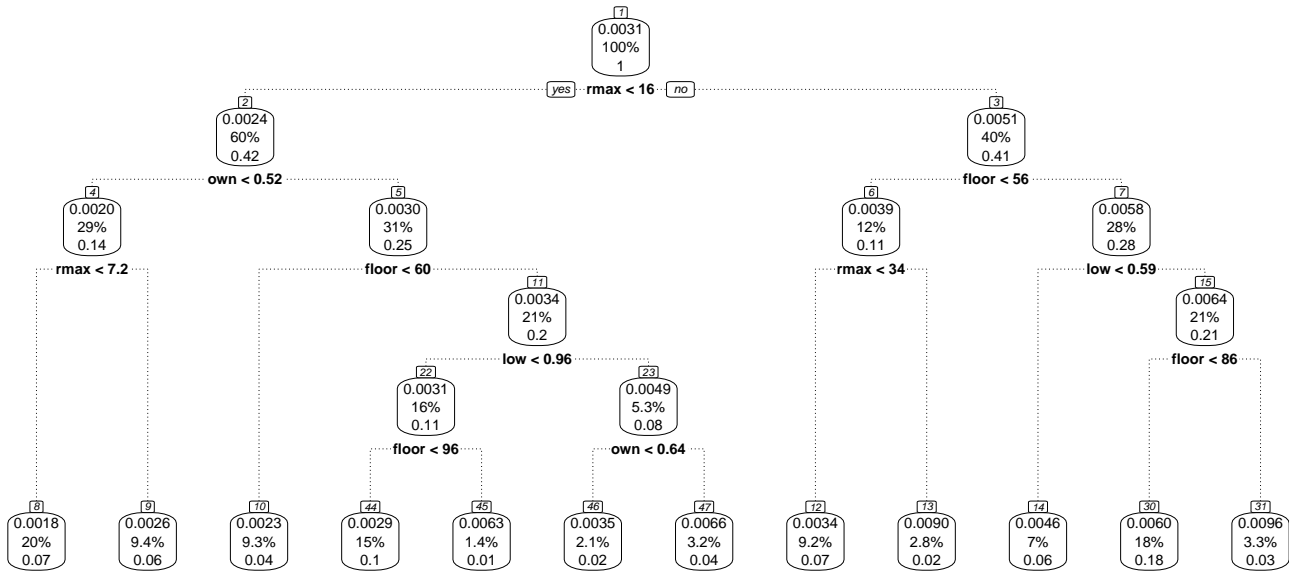 1
0.0031
100%
1
yes rmax < 16 no
2 3
0.0024 0.0051
60% 40%
0.42 0.41
own < 0.52 floor < 56
4 5 6 7
0.0020 0.0030 0.0039 0.0058
29% 31% 12% 28%
0.14 0.25 0.11 0.28
rmax < 7.2 floor < 60 rmax < 34 low < 0.59
11 15
0.0034 0.0064
21% 21%
0.2 0.21
low < 0.96 floor < 86
22 23
0.0031 0.0049
16% 5.3%
0.11 0.08
floor < 96 own < 0.64
8 9 10 44 45 46 47 12 13 14 30 31
0.0018 0.0026 0.0023 0.0029 0.0063 0.0035 0.0066 0.0034 0.0090 0.0046 0.0060 0.0096
20% 9.4% 9.3% 15% 1.4% 2.1% 3.2% 9.2% 2.8% 7% 18% 3.3%
0.07 0.06 0.04 0.1 0.01 0.02 0.04 0.07 0.02 0.06 0.18 0.03